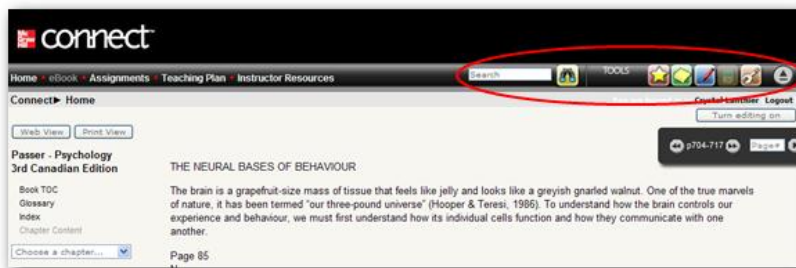 connect
Search TOOLS
Home • eBook • Assignments • Teaching Plan • Instructor Resources
Connect▶ Home
Logout
Turn editing on
Web View Print View
p704-717 Page#
Passer - Psychology
3rd Canadian Edition
THE NEURAL BASES OF BEHAVIOUR
Book TOC
Glossary
Index
Chapter Content
Choose a chapter...
The brain is a grapefruit-size mass of tissue that feels like jelly and looks like a greyish gnarled walnut. One of the true marvels
of nature, it has been termed "our three-pound universe" (Hooper & Teresi, 1986). To understand how the brain controls our
experience and behaviour, we must first understand how its individual cells function and how they communicate with one
another.
Page 85